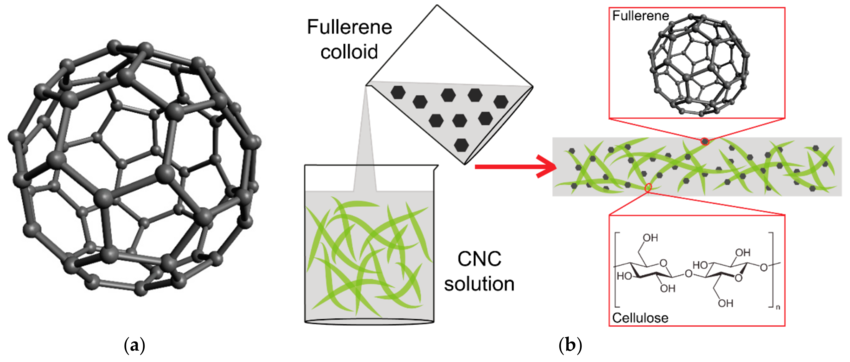 Fullerene
colloid
CNC
solution
Fullerene
OH
O
HO
OH
O
HO
OH
O
O
OH
n
Cellulose
(a)
(b)